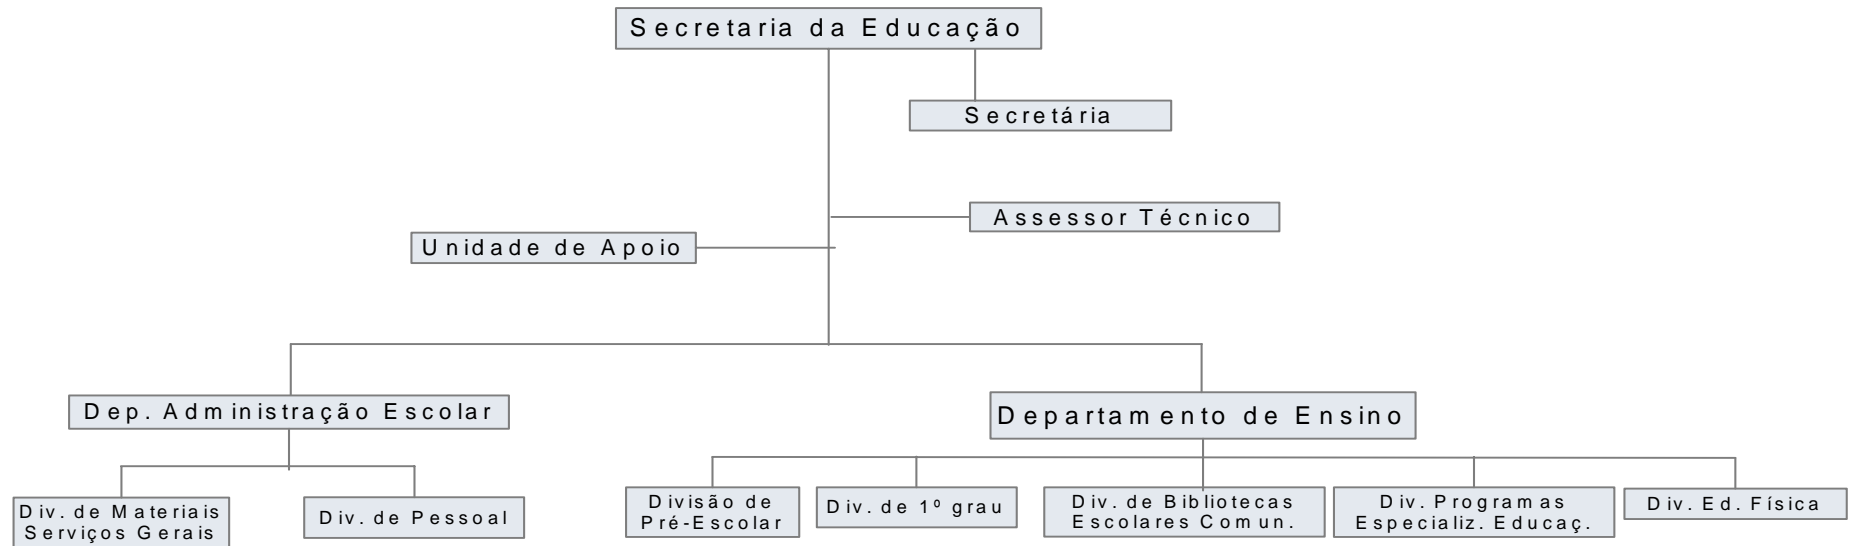 Secretaria da Educação
Secretária
Assessor Técnico
Unidade de Apoio
Dep. Administração Escolar
Departamento de Ensino
Div. de Materiais
Serviços Gerais
Div. de Pessoal
Divisão de
Pré-Escolar
Div. de 1º grau
Div. de Bibliotecas
Escolares Comun.
Div. Programas
Especializ. Educaç.
Div. Ed. Física